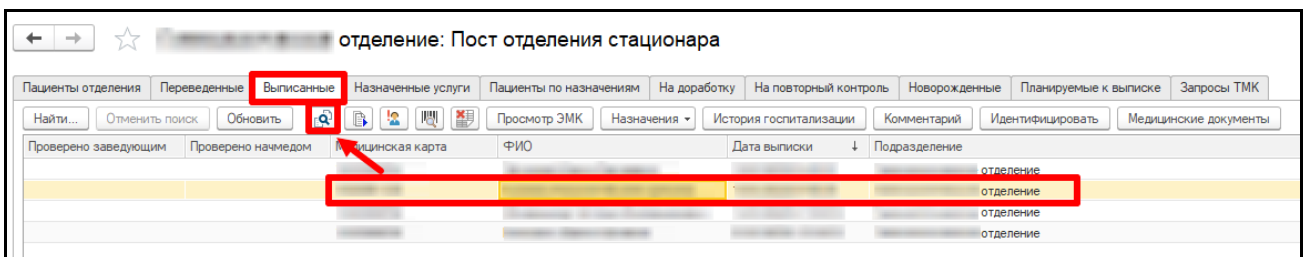 отделение: Пост отделения стационара
Пациенты отделения Переведенные Выписанные Назначенные услуги Пациенты по назначениям На доработку На повторный контроль Новорожденные Планируемые к выписке Запросы ТМК
Найти... Отменить поиск Обновить Просмотр ЭМК Назначения История госпитализации Комментарий Идентифицировать Медицинские документы
Проверено заведующим Проверено начмедом карта ФИО Дата выписки ↓ Подразделение
отделение
отделение
отделение
отделение